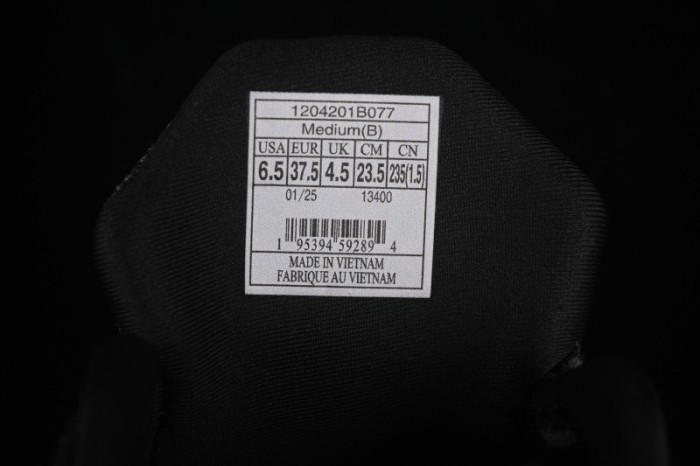 1204201B077
Medium(B)
USA EUR UK CM CN
6.5 37.5 4.5 23.5 235(1.5)
01/25 13400
1 95394 59289 4
MADE IN VIETNAM
FABRIQUE AU VIETNAM